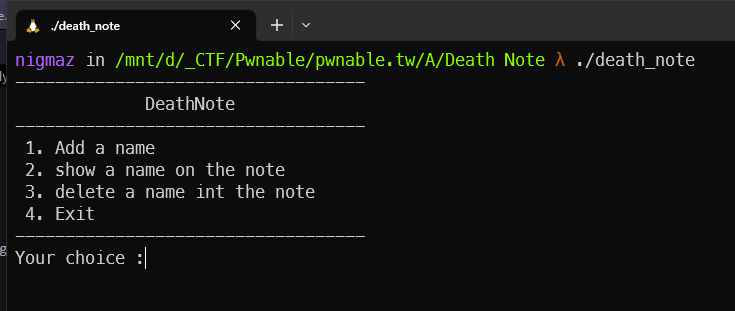 ./death_note
nigmaz in /mnt/d/_CTF/Pwnable/pwnable.tw/A/Death Note λ ./death_note
-----------------------------------
DeathNote
-----------------------------------
1. Add a name
2. show a name on the note
3. delete a name int the note
4. Exit
-----------------------------------
Your choice :